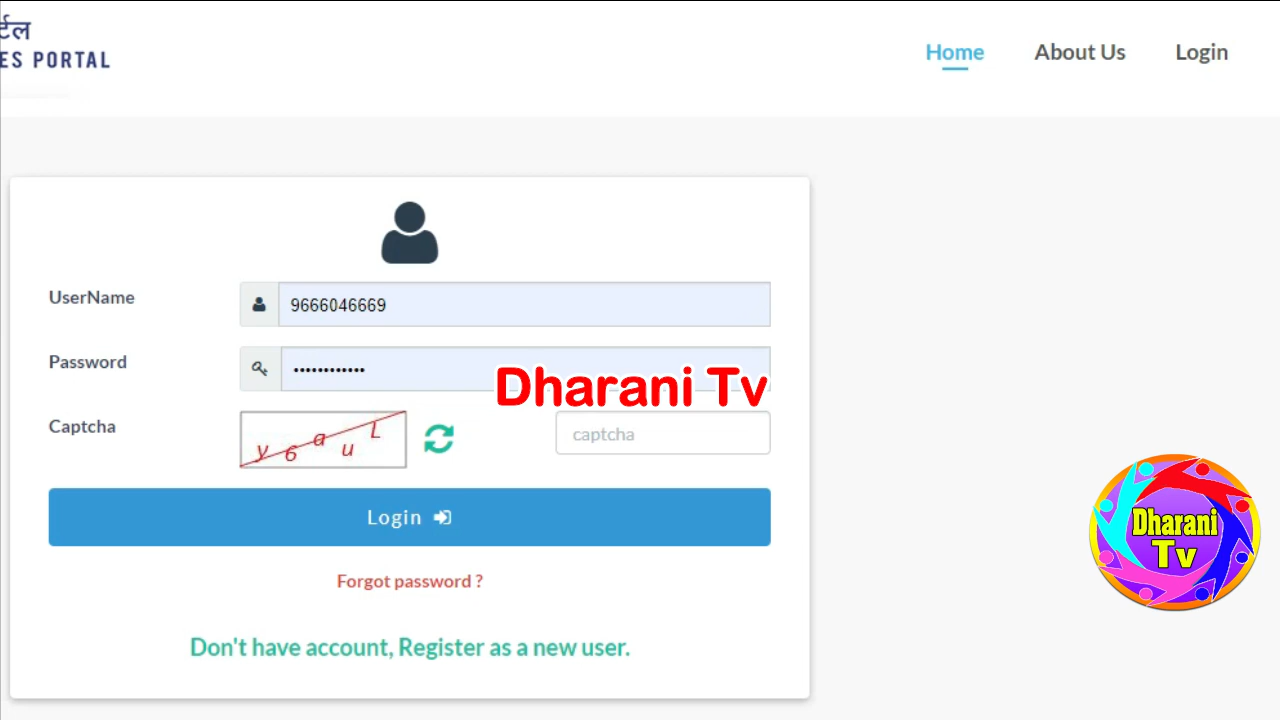 र्टल
ES PORTAL
Home About Us Login
UserName
9666046669
Password
••••••••••••
Dharani Tv
Captcha
y 6 a u L
captcha
Login
Forgot password ?
Don't have account, Register as a new user.
Dharani
Tv